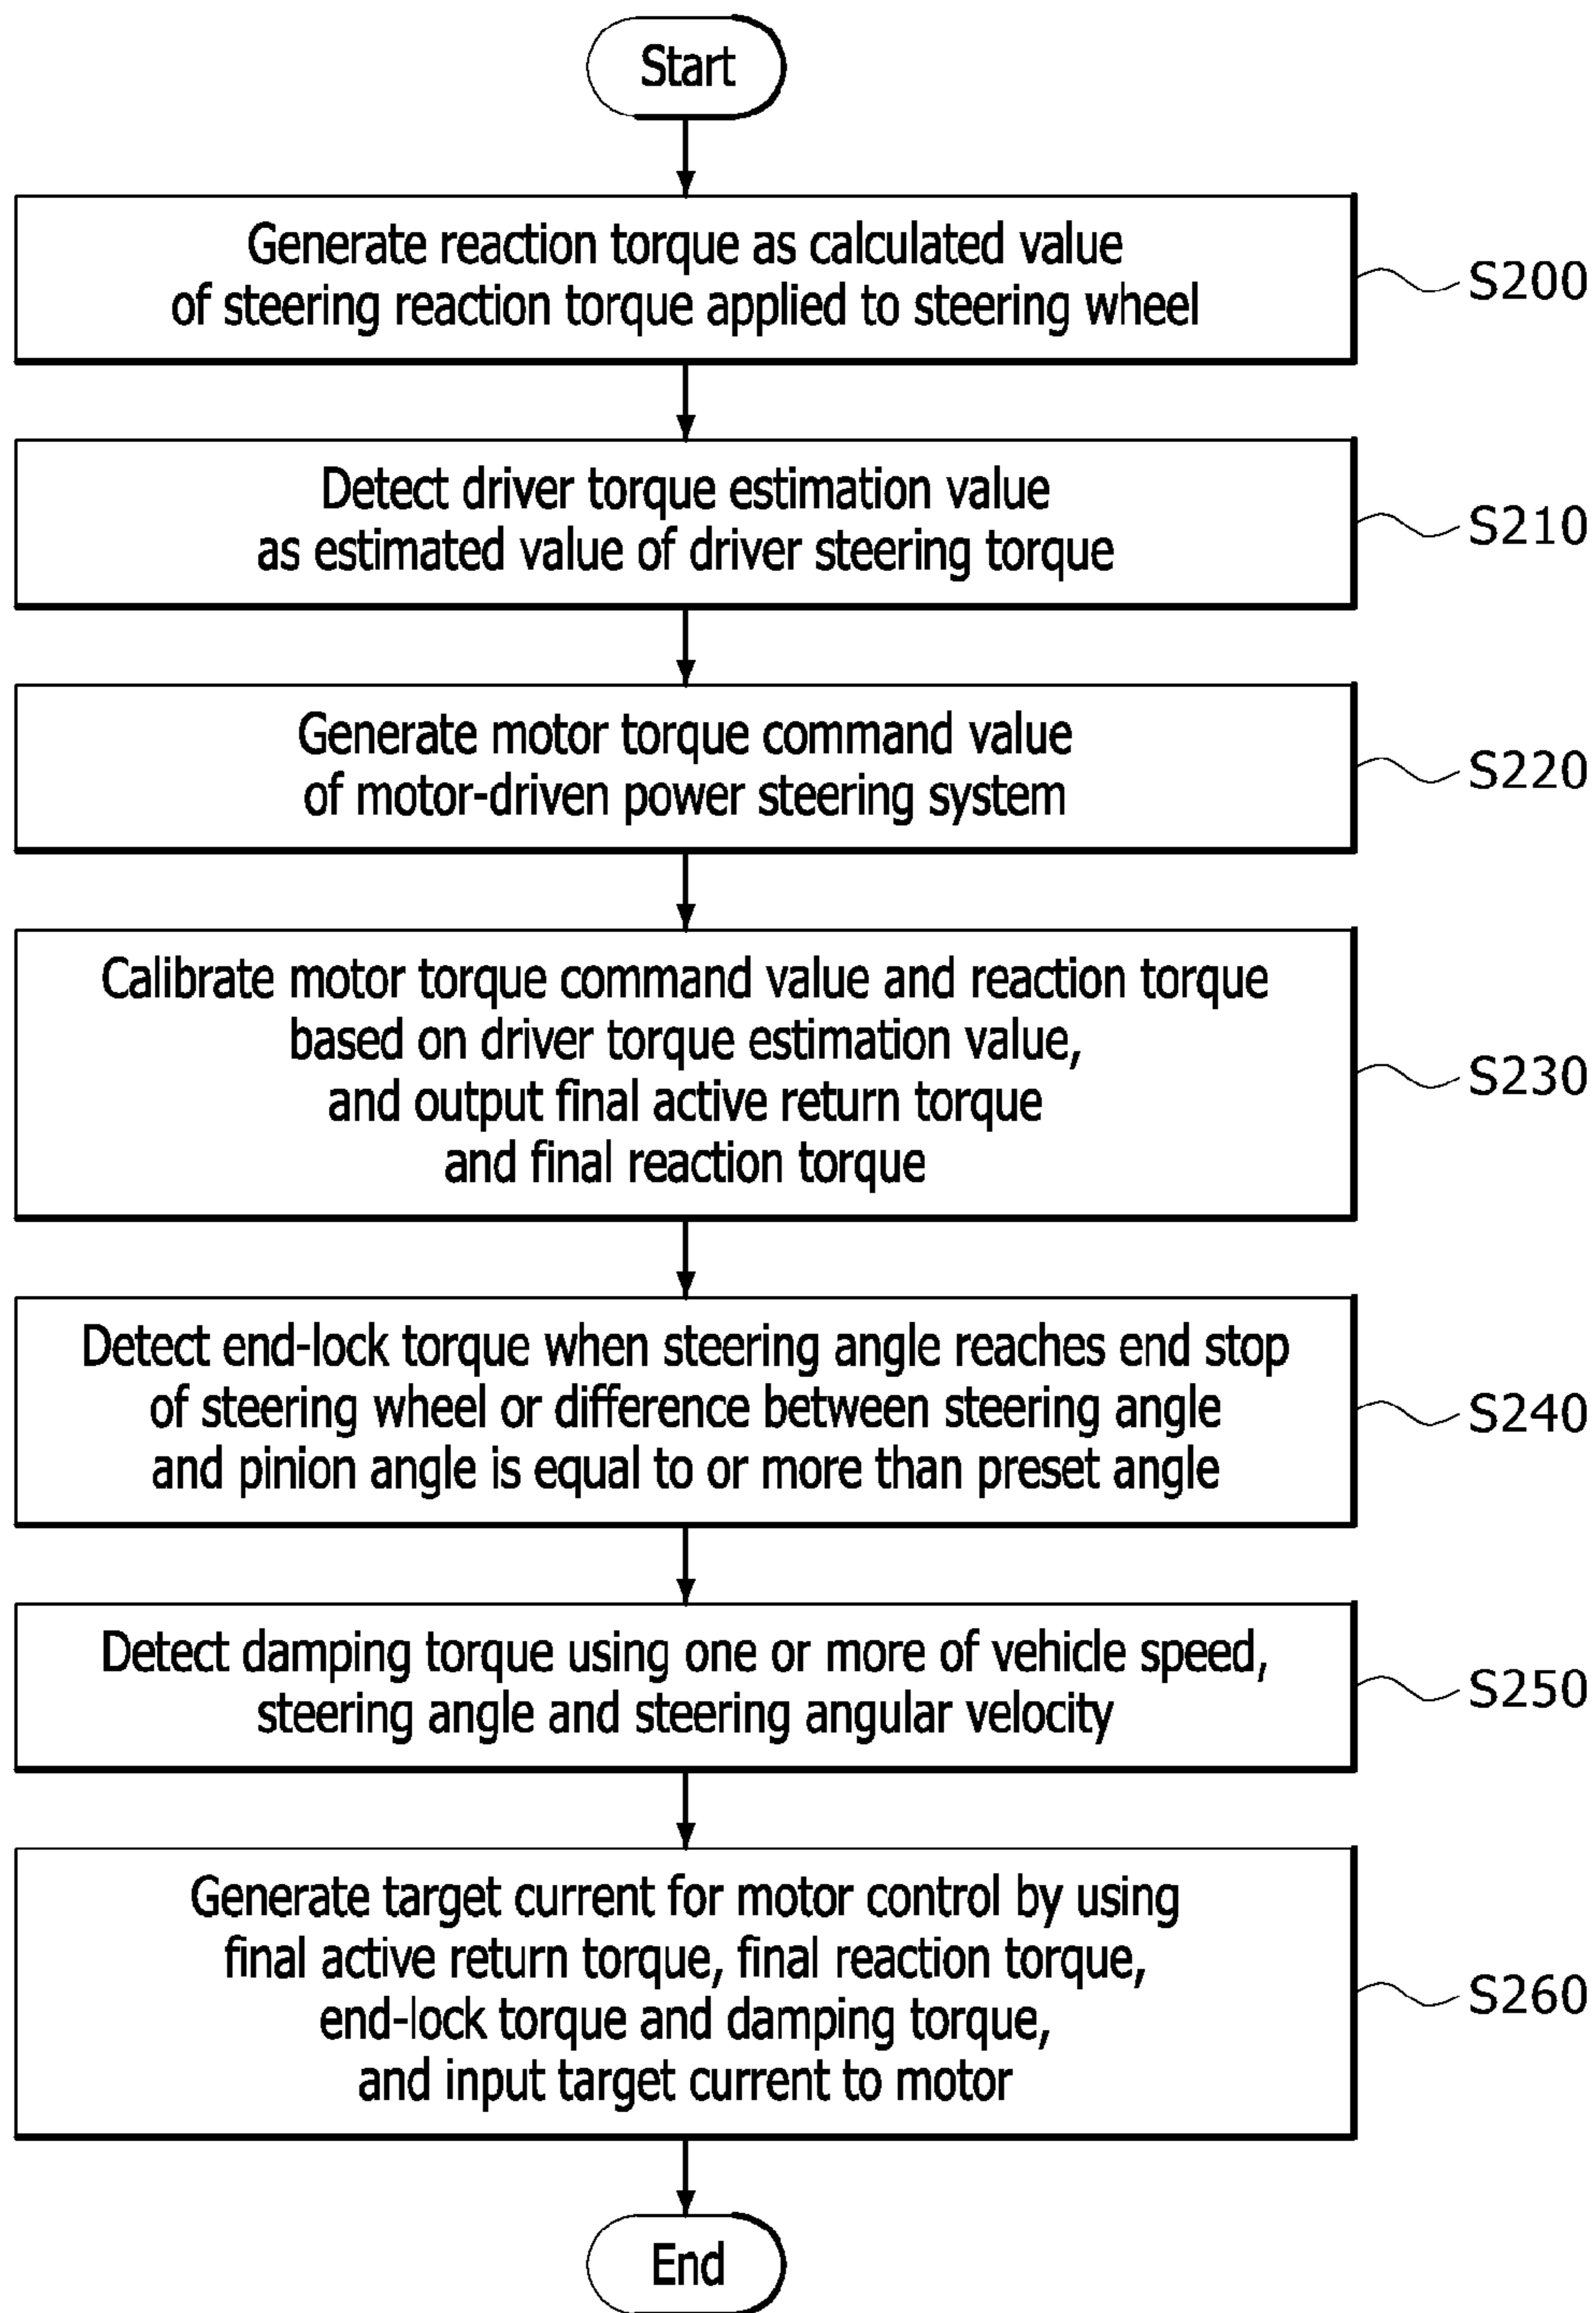 Start
Generate reaction torque as calculated value
of steering reaction torque applied to steering wheel
S200
Detect driver torque estimation value
as estimated value of driver steering torque
S210
Generate motor torque command value
of motor-driven power steering system
S220
Calibrate motor torque command value and reaction torque
based on driver torque estimation value,
and output final active return torque
and final reaction torque
S230
Detect end-lock torque when steering angle reaches end stop
of steering wheel or difference between steering angle
and pinion angle is equal to or more than preset angle
S240
Detect damping torque using one or more of vehicle speed,
steering angle and steering angular velocity
S250
Generate target current for motor control by using
final active return torque, final reaction torque,
end-lock torque and damping torque,
and input target current to motor
S260
End